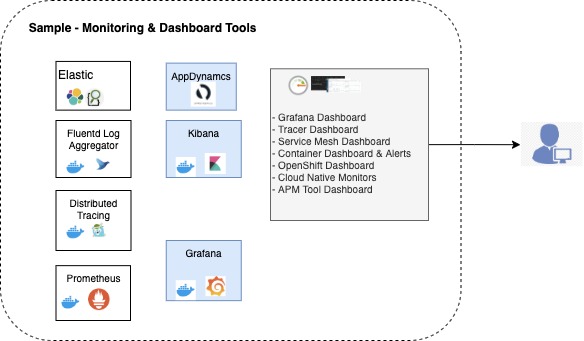 Sample - Monitoring & Dashboard Tools
Elastic
Fluentd Log
Aggregator
Distributed
Tracing
Prometheus
AppDynamcs
Kibana
Grafana
- Grafana Dashboard
- Tracer Dashboard
- Service Mesh Dashboard
- Container Dashboard & Alerts
- OpenShift Dashboard
- Cloud Native Monitors
- APM Tool Dashboard